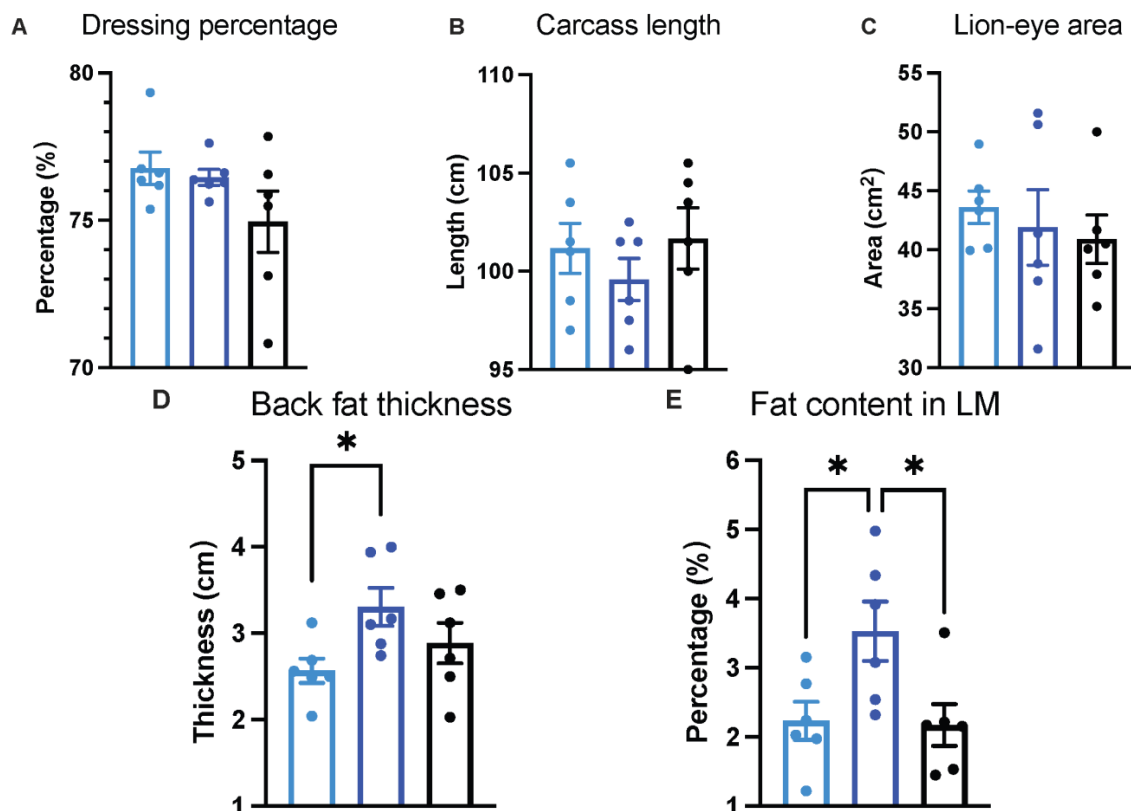 A Dressing percentage
Percentage (%)
80
75
70
B Carcass length
Length (cm)
110
105
100
95
C Lion-eye area
Area (cm²)
55
50
45
40
35
30
D Back fat thickness
Thickness (cm)
5
4
3
2
1
*
E Fat content in LM
Percentage (%)
6
5
4
3
2
1
* *